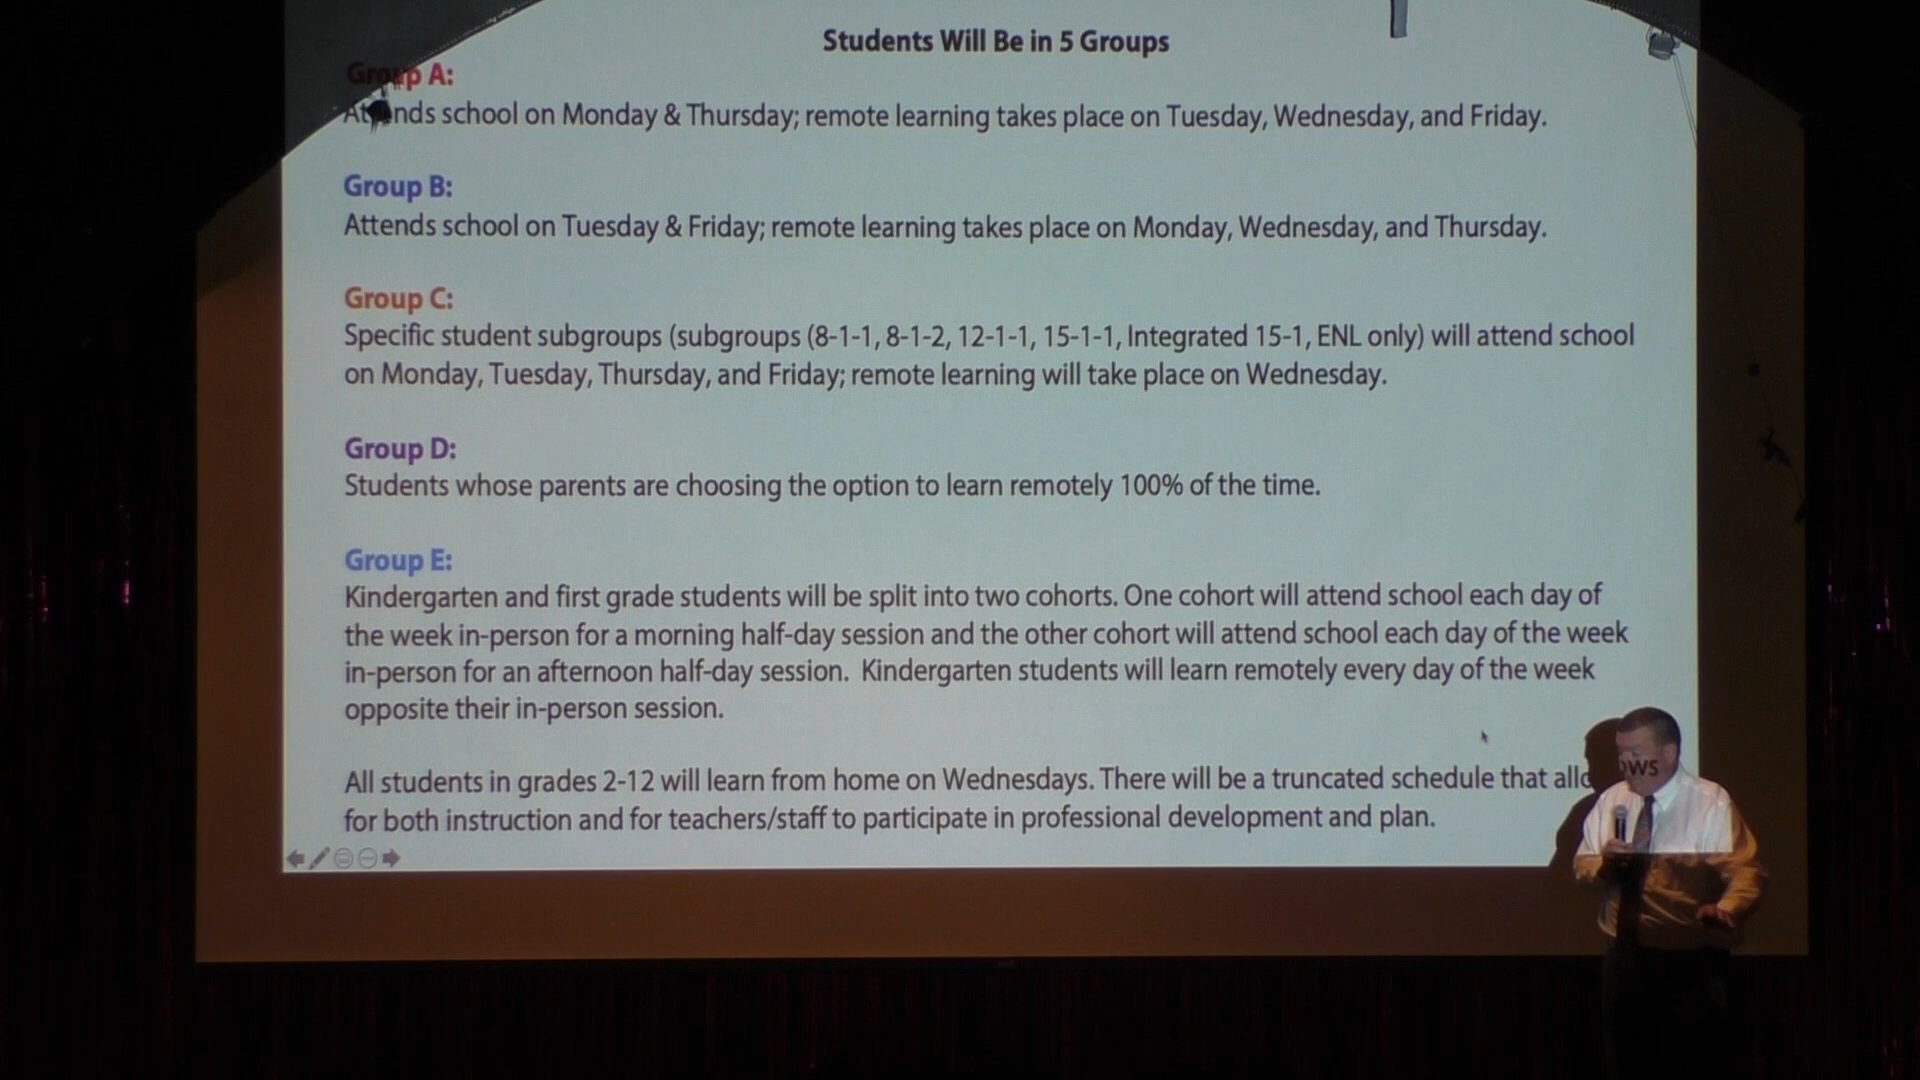 Students Will Be in 5 Groups
Group A:
Attends school on Monday & Thursday; remote learning takes place on Tuesday, Wednesday, and Friday.
Group B:
Attends school on Tuesday & Friday; remote learning takes place on Monday, Wednesday, and Thursday.
Group C:
Specific student subgroups (subgroups (8-1-1, 8-1-2, 12-1-1, 15-1-1, Integrated 15-1, ENL only) will attend school
on Monday, Tuesday, Thursday, and Friday; remote learning will take place on Wednesday.
Group D:
Students whose parents are choosing the option to learn remotely 100% of the time.
Group E:
Kindergarten and first grade students will be split into two cohorts. One cohort will attend school each day of
the week in-person for a morning half-day session and the other cohort will attend school each day of the week
in-person for an afternoon half-day session.  Kindergarten students will learn remotely every day of the week
opposite their in-person session.
All students in grades 2-12 will learn from home on Wednesdays. There will be a truncated schedule that allows
for both instruction and for teachers/staff to participate in professional development and plan.